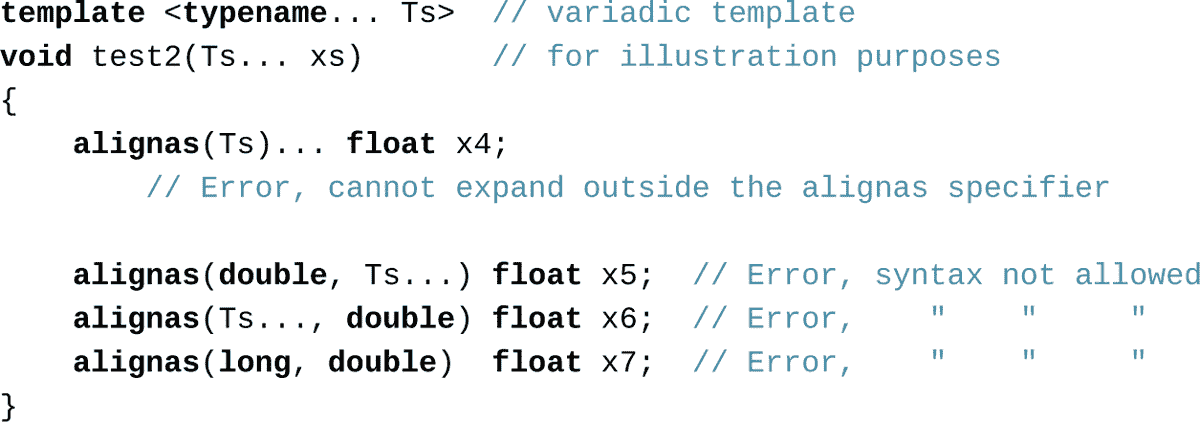 template <typename... Ts>  // variadic template
void test2(Ts... xs)       // for illustration purposes
{
    alignas(Ts)... float x4;
        // Error, cannot expand outside the alignas specifier

    alignas(double, Ts...) float x5;  // Error, syntax not allowed
    alignas(Ts..., double) float x6;  // Error,    "    "     "
    alignas(long, double)  float x7;  // Error,    "    "     "
}